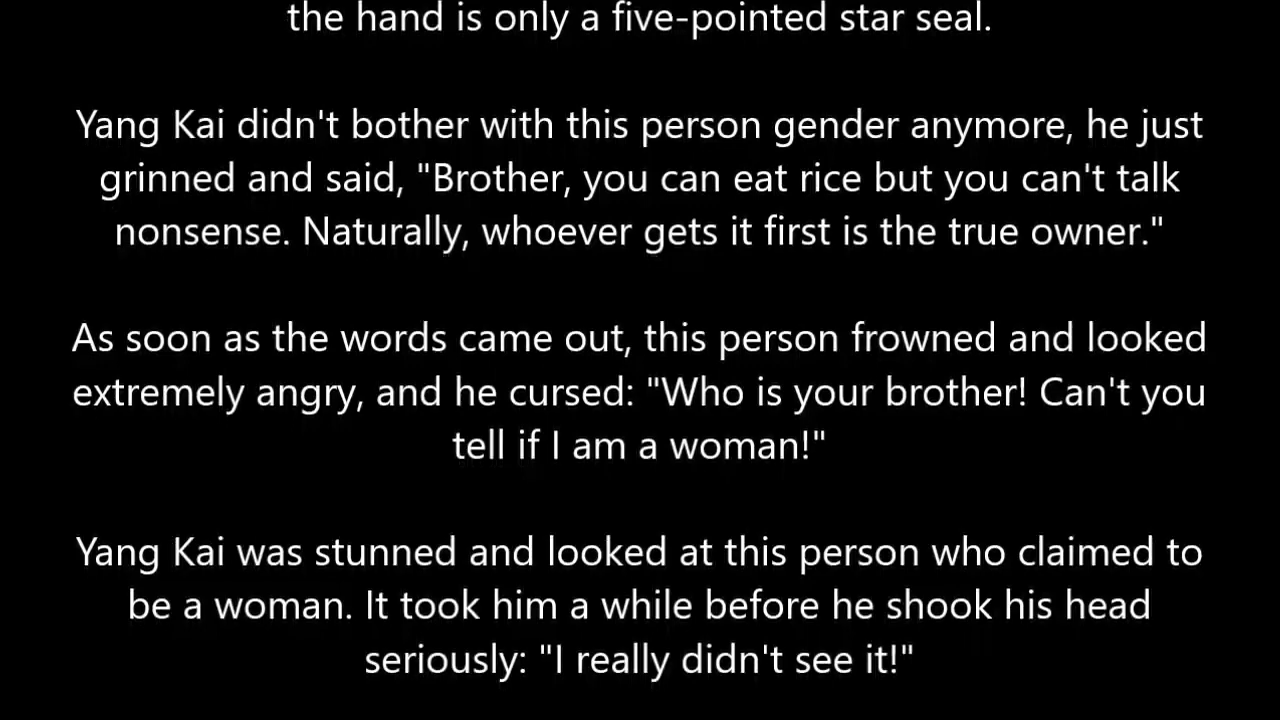 the hand is only a five-pointed star seal.
Yang Kai didn't bother with this person gender anymore, he just
grinned and said, "Brother, you can eat rice but you can't talk
nonsense. Naturally, whoever gets it first is the true owner."
As soon as the words came out, this person frowned and looked
extremely angry, and he cursed: "Who is your brother! Can't you
tell if I am a woman!"
Yang Kai was stunned and looked at this person who claimed to
be a woman. It took him a while before he shook his head
seriously: "I really didn't see it!"